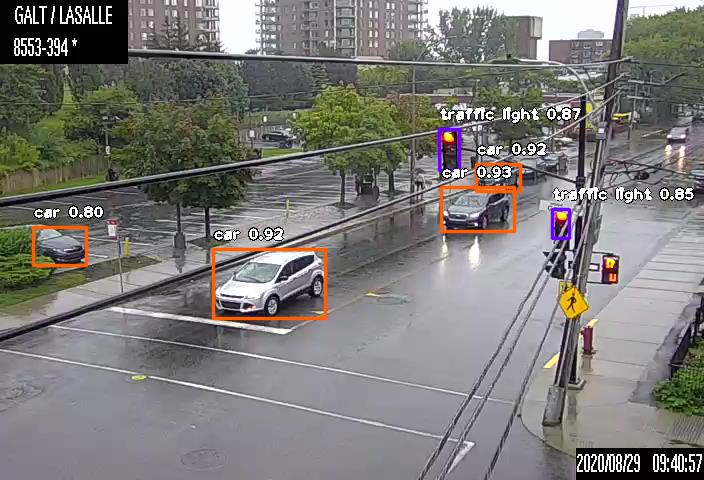 GALT / LASALLE
8553-394 *
traffic light 0.87
car 0.92
car 0.93
traffic light 0.85
car 0.80
car 0.92
2020/08/29 09:40:57